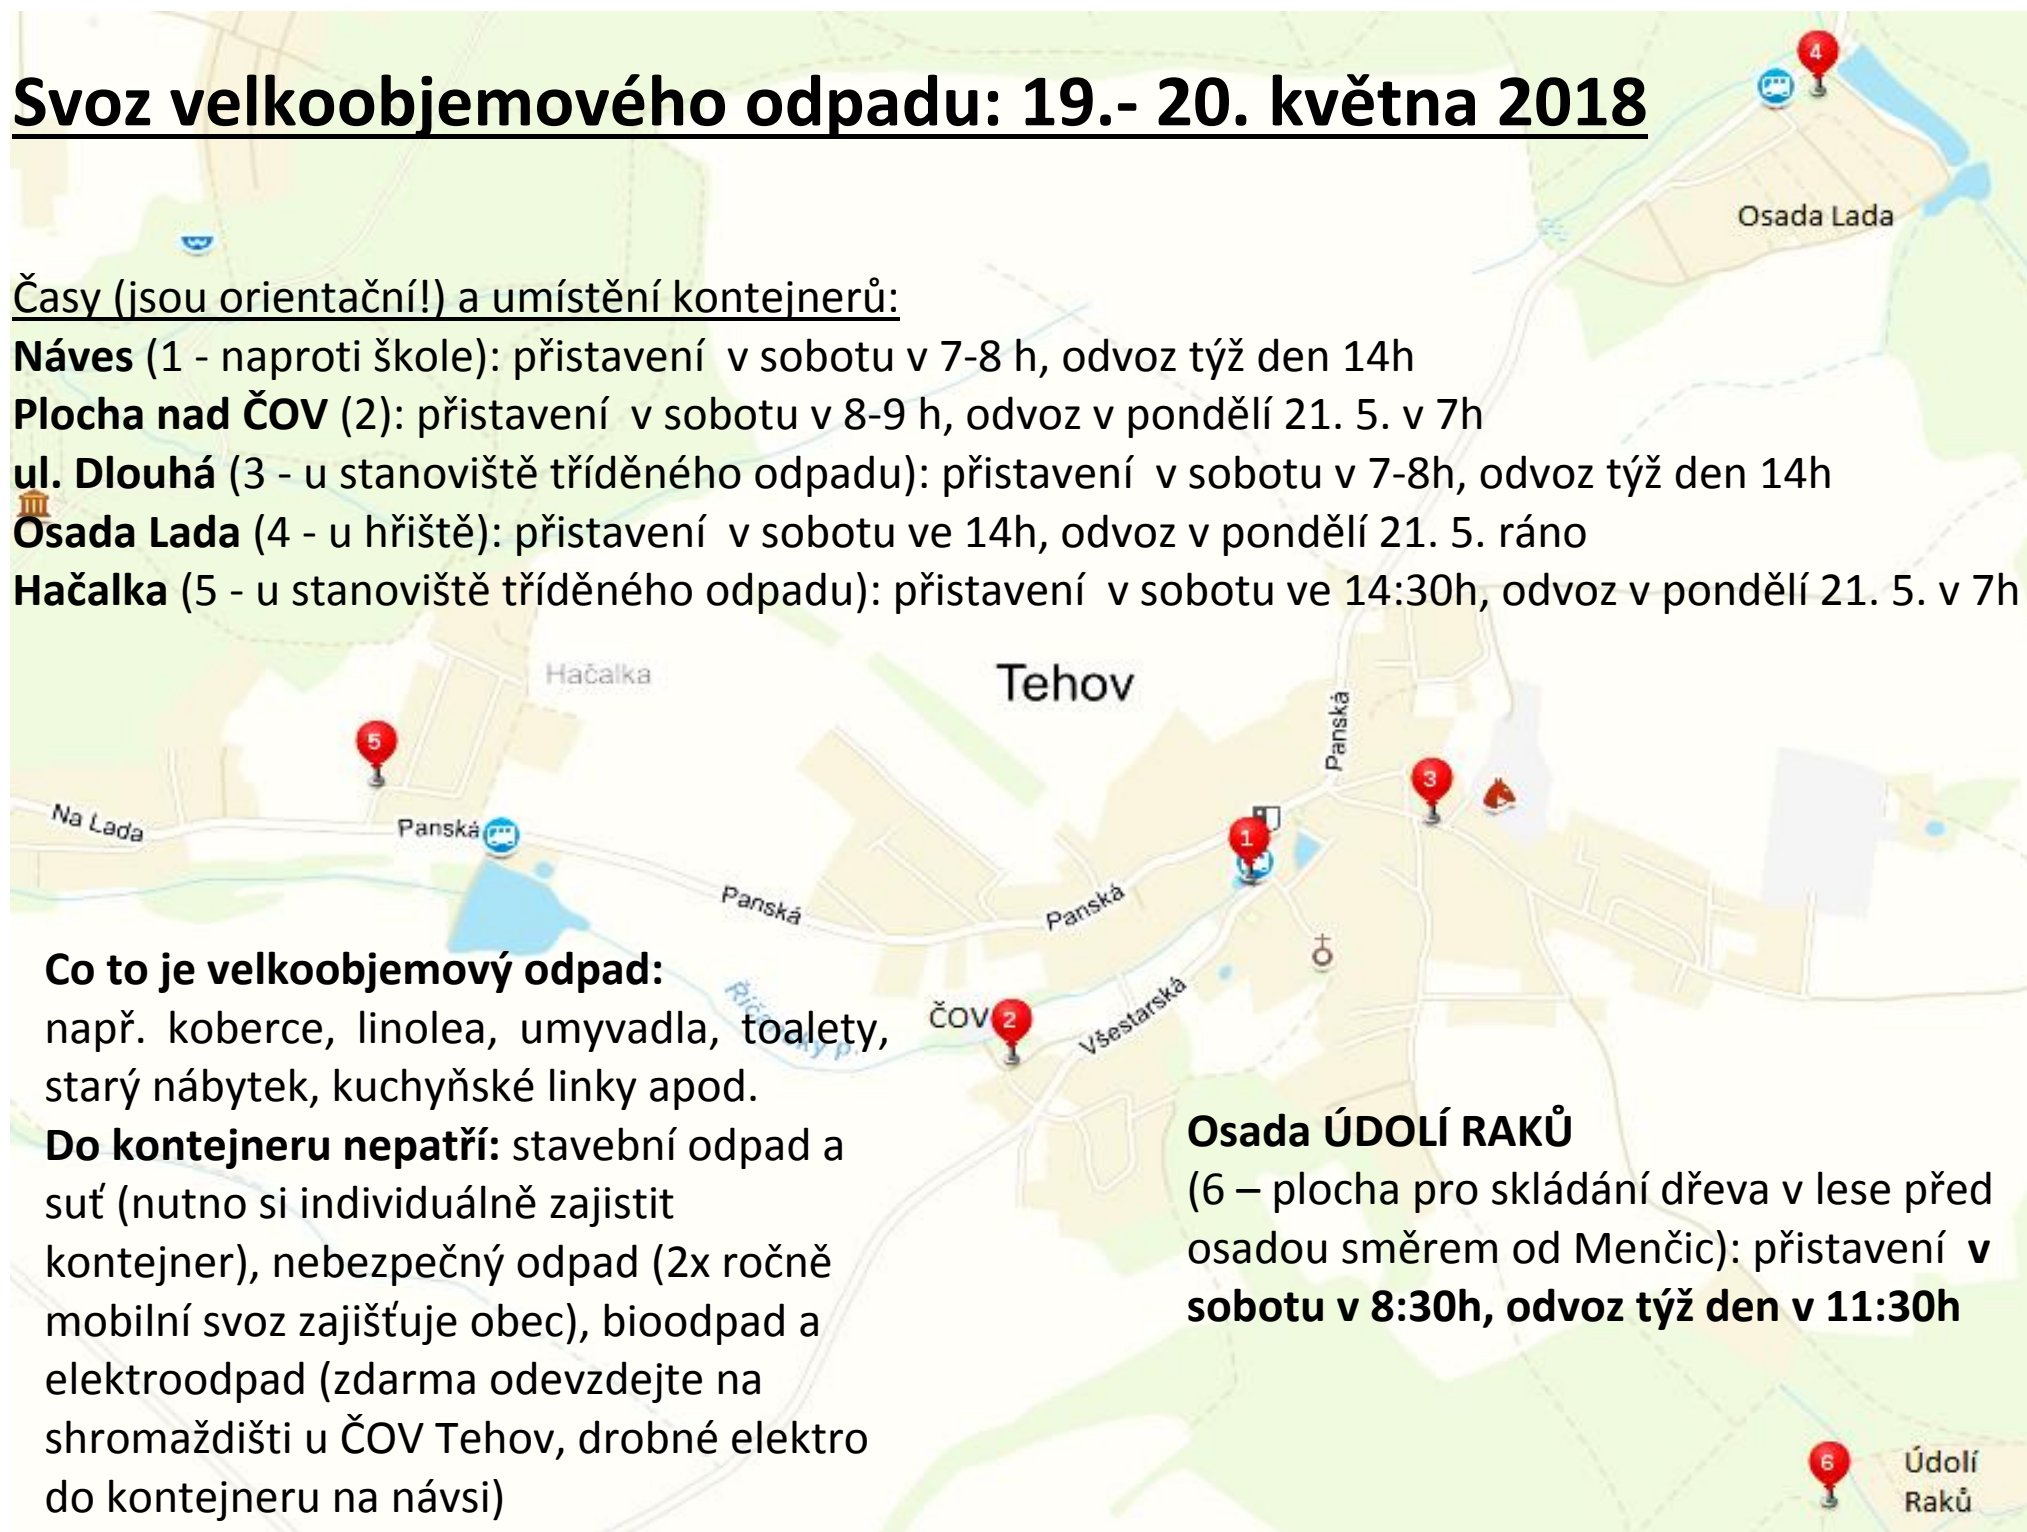 Svoz velkoobjemového odpadu: 19.- 20. května 2018
4
Osada Lada
Časy (jsou orientační!) a umístění kontejnerů:
Náves (1 - naproti škole): přistavení v sobotu v 7-8 h, odvoz týž den 14h
Plocha nad ČOV (2): přistavení v sobotu v 8-9 h, odvoz v pondělí 21. 5. v 7h
ul. Dlouhá (3 - u stanoviště tříděného odpadu): přistavení v sobotu v 7-8h, odvoz týž den 14h
Osada Lada (4 - u hřiště): přistavení v sobotu ve 14h, odvoz v pondělí 21. 5. ráno
Hačalka (5 - u stanoviště tříděného odpadu): přistavení v sobotu ve 14:30h, odvoz v pondělí 21. 5. v 7h
Hačalka
Tehov
Panská
5
3
Na Lada
Panská
1
Panská
Panská
Všestarská
ČOV
2
Říčanský p.
Co to je velkoobjemový odpad:
např. koberce, linolea, umyvadla, toalety,
starý nábytek, kuchyňské linky apod.
Do kontejneru nepatří: stavební odpad a
suť (nutno si individuálně zajistit
kontejner), nebezpečný odpad (2x ročně
mobilní svoz zajišťuje obec), bioodpad a
elektroodpad (zdarma odevzdejte na
shromaždišti u ČOV Tehov, drobné elektro
do kontejneru na návsi)
Osada ÚDOLÍ RAKŮ
(6 – plocha pro skládání dřeva v lese před
osadou směrem od Menčic): přistavení v
sobotu v 8:30h, odvoz týž den v 11:30h
6
Údolí
Raků